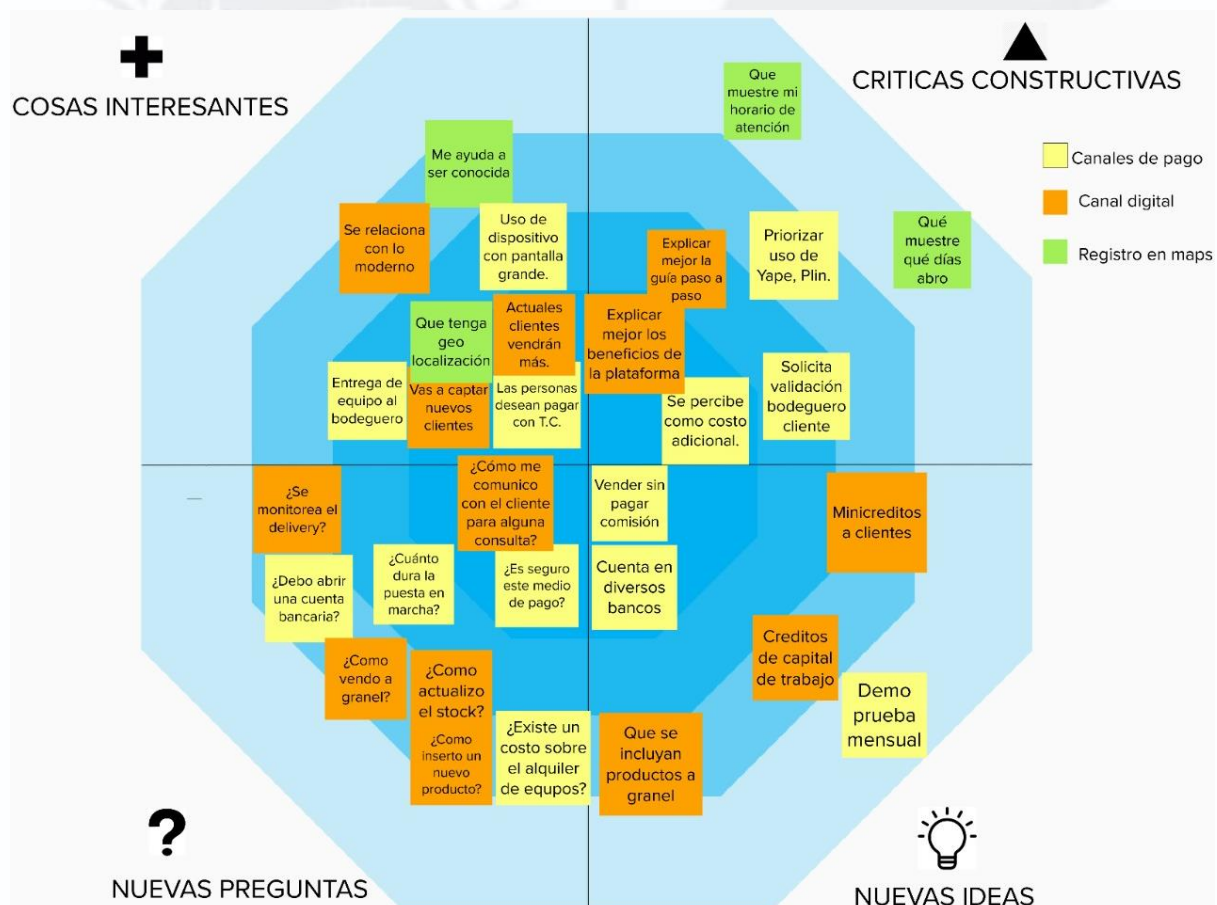 COSAS INTERESANTES
CRITICAS CONSTRUCTIVAS
Canales de pago
Canal digital
Registro en maps
Me ayuda a
ser conocida
Se relaciona
con lo
moderno
Uso de
dispositivo
con pantalla
grande.
Que tenga
geo
localización
Actuales
clientes
vendrán
más.
Entrega de
equipo al
bodeguero
Vas a captar
nuevos
clientes
Las personas
desean pagar
con T.C.
Que
muestre mi
horario de
atención
Qué
muestre
qué días
abro
Explicar
mejor la
guía paso a
paso
Priorizar
uso de
Yape, Plin.
Explicar
mejor los
beneficios de
la plataforma
Se percibe
como costo
adicional.
Solicita
validación
bodeguero
cliente
¿Se
monitorea el
delivery?
¿Cómo me
comunico
con el cliente
para alguna
consulta?
¿Debo abrir
una cuenta
bancaria?
¿Cuánto
dura la
puesta en
marcha?
¿Es seguro
este medio
de pago?
¿Como
vendo a
granel?
¿Como
actualizo
el stock?
¿Como
inserto un
nuevo
producto?
¿Existe un
costo sobre
el alquiler
de equpos?
Vender sin
pagar
comisión
Cuenta en
diversos
bancos
Minicreditos
a clientes
Creditos
de capital
de trabajo
Demo
prueba
mensual
Que se
incluyan
productos a
granel
?
NUEVAS PREGUNTAS
NUEVAS IDEAS